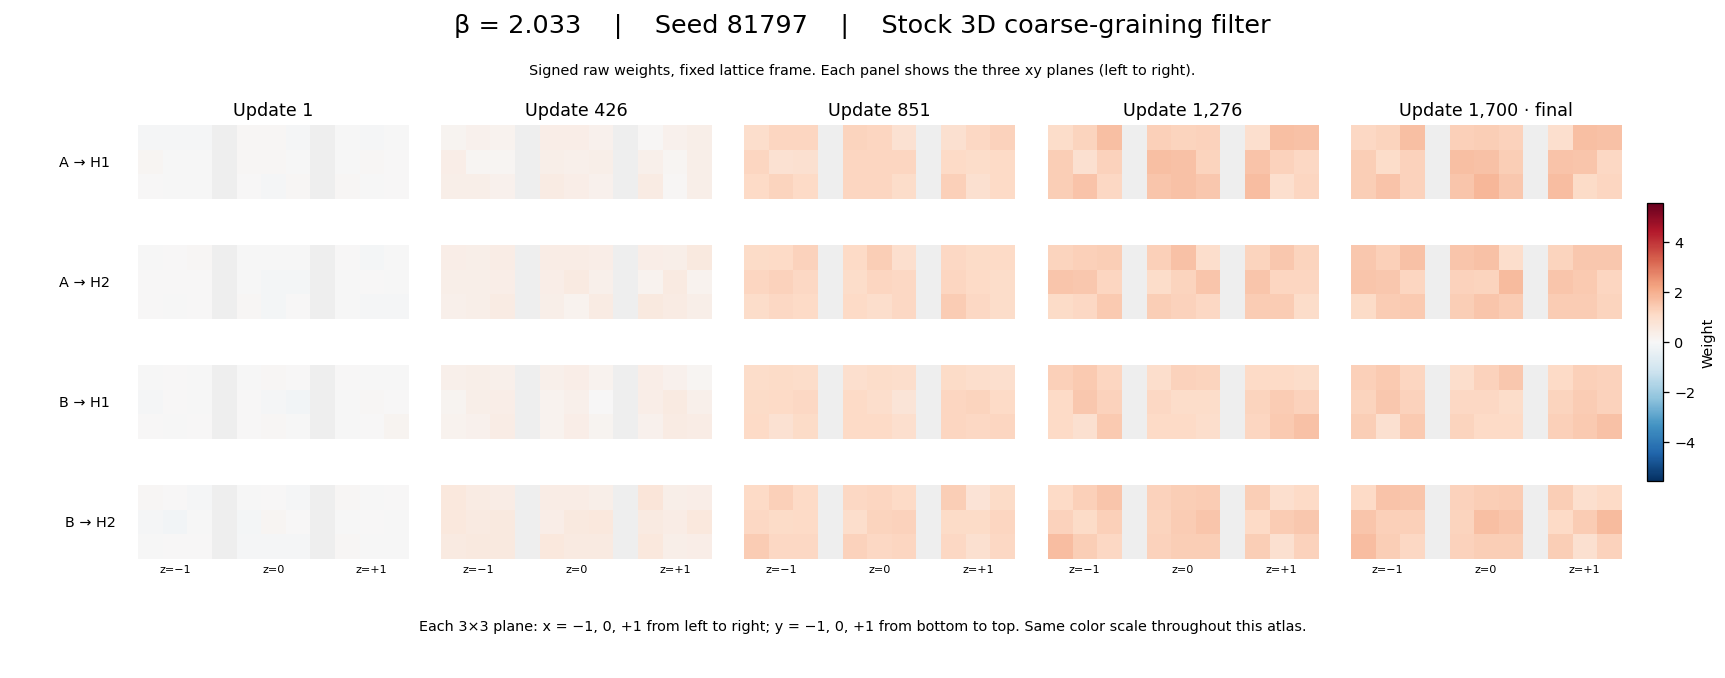 β = 2.033    |    Seed 81797    |    Stock 3D coarse-graining filter
Signed raw weights, fixed lattice frame. Each panel shows the three xy planes (left to right).
Update 1    Update 426    Update 851    Update 1,276    Update 1,700 · final
A → H1
A → H2
B → H1
B → H2
z=−1    z=0    z=+1    z=−1    z=0    z=+1    z=−1    z=0    z=+1    z=−1    z=0    z=+1    z=−1    z=0    z=+1
4
2
0
−2
−4
Weight
Each 3×3 plane: x = −1, 0, +1 from left to right; y = −1, 0, +1 from bottom to top. Same color scale throughout this atlas.